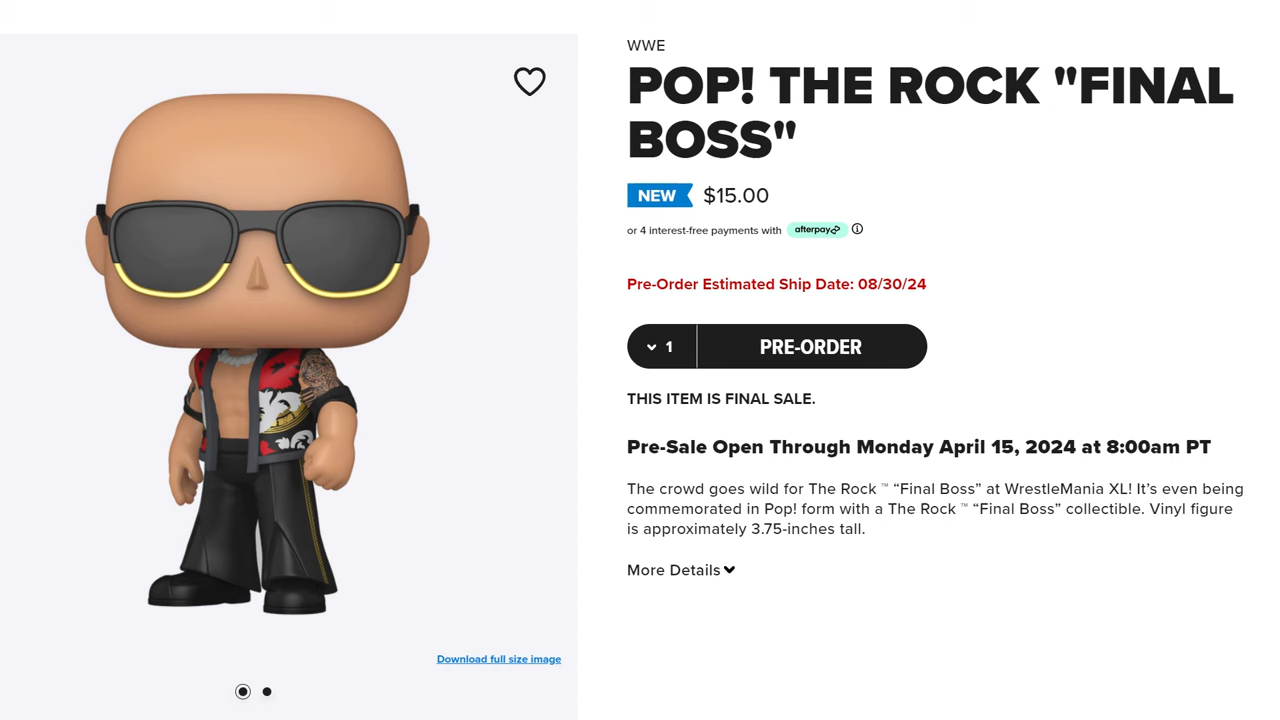 WWE
POP! THE ROCK "FINAL
BOSS"
NEW $15.00
or 4 interest-free payments with afterpay
Pre-Order Estimated Ship Date: 08/30/24
1 PRE-ORDER
THIS ITEM IS FINAL SALE.
Pre-Sale Open Through Monday April 15, 2024 at 8:00am PT
The crowd goes wild for The Rock ™ “Final Boss” at WrestleMania XL! It’s even being
commemorated in Pop! form with a The Rock ™ “Final Boss” collectible. Vinyl figure
is approximately 3.75-inches tall.
More Details
Download full size image